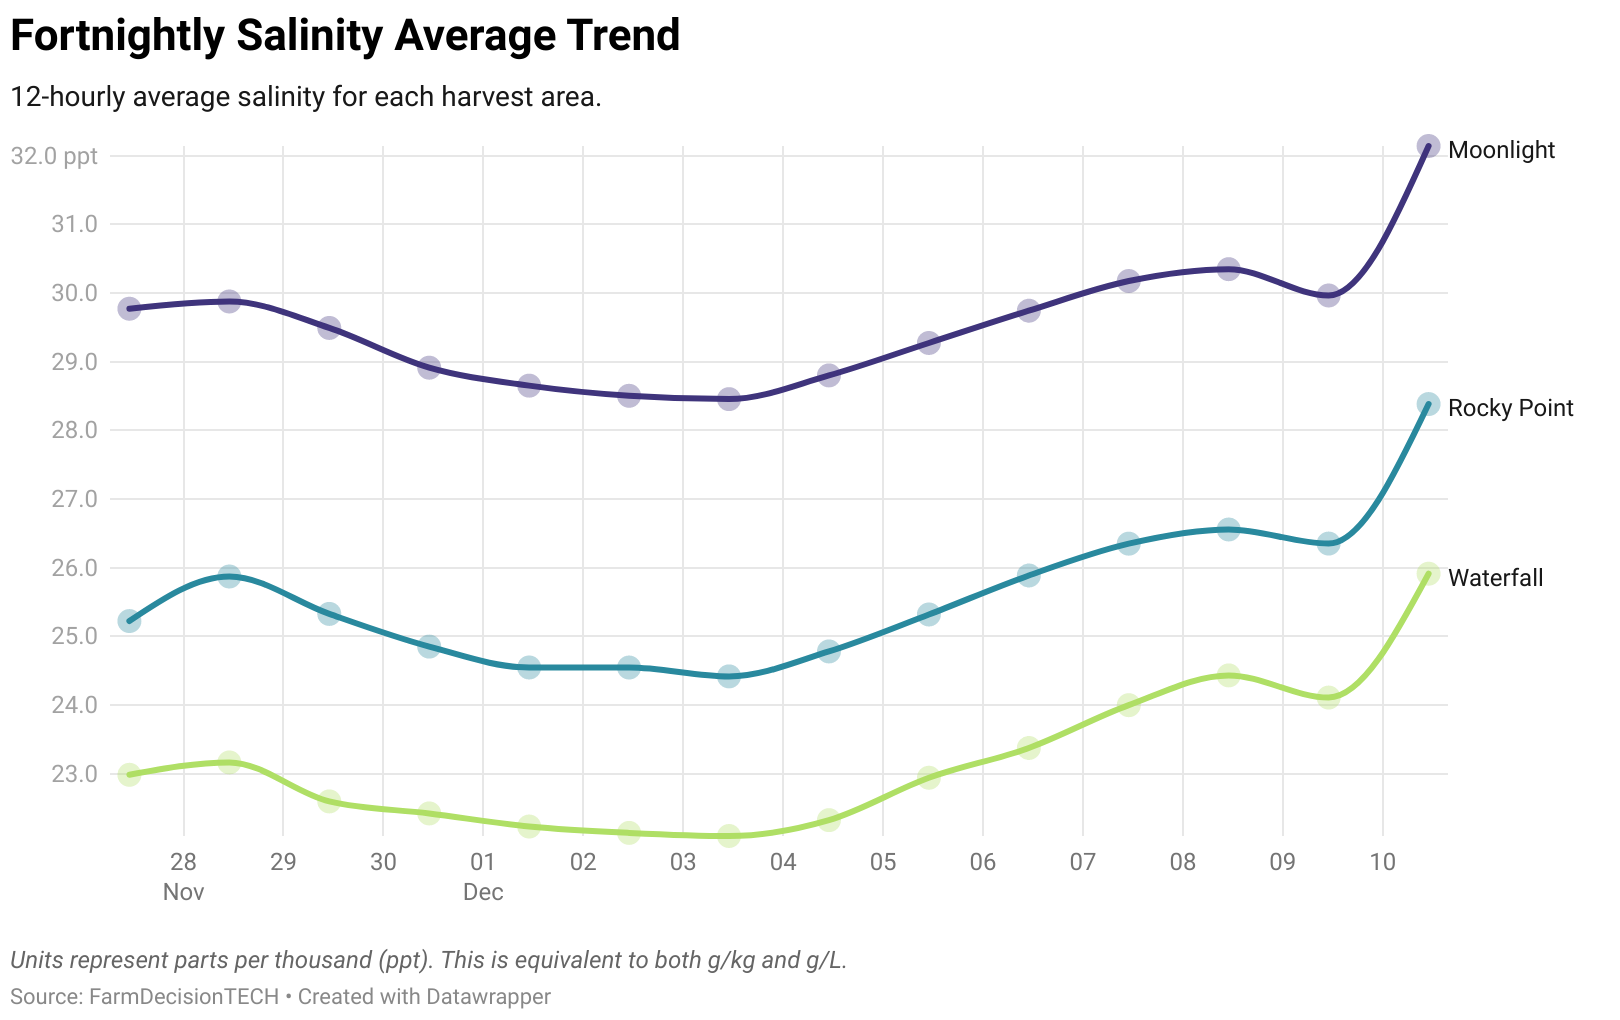 Fortnightly Salinity Average Trend
12-hourly average salinity for each harvest area.
32.0 ppt
Moonlight
31.0
30.0
29.0
Rocky Point
28.0
27.0
26.0
Waterfall
25.0
24.0
23.0
28 29 30 01 02 03 04 05 06 07 08 09 10
Nov Dec
Units represent parts per thousand (ppt). This is equivalent to both g/kg and g/L.
Source: FarmDecisionTECH • Created with Datawrapper